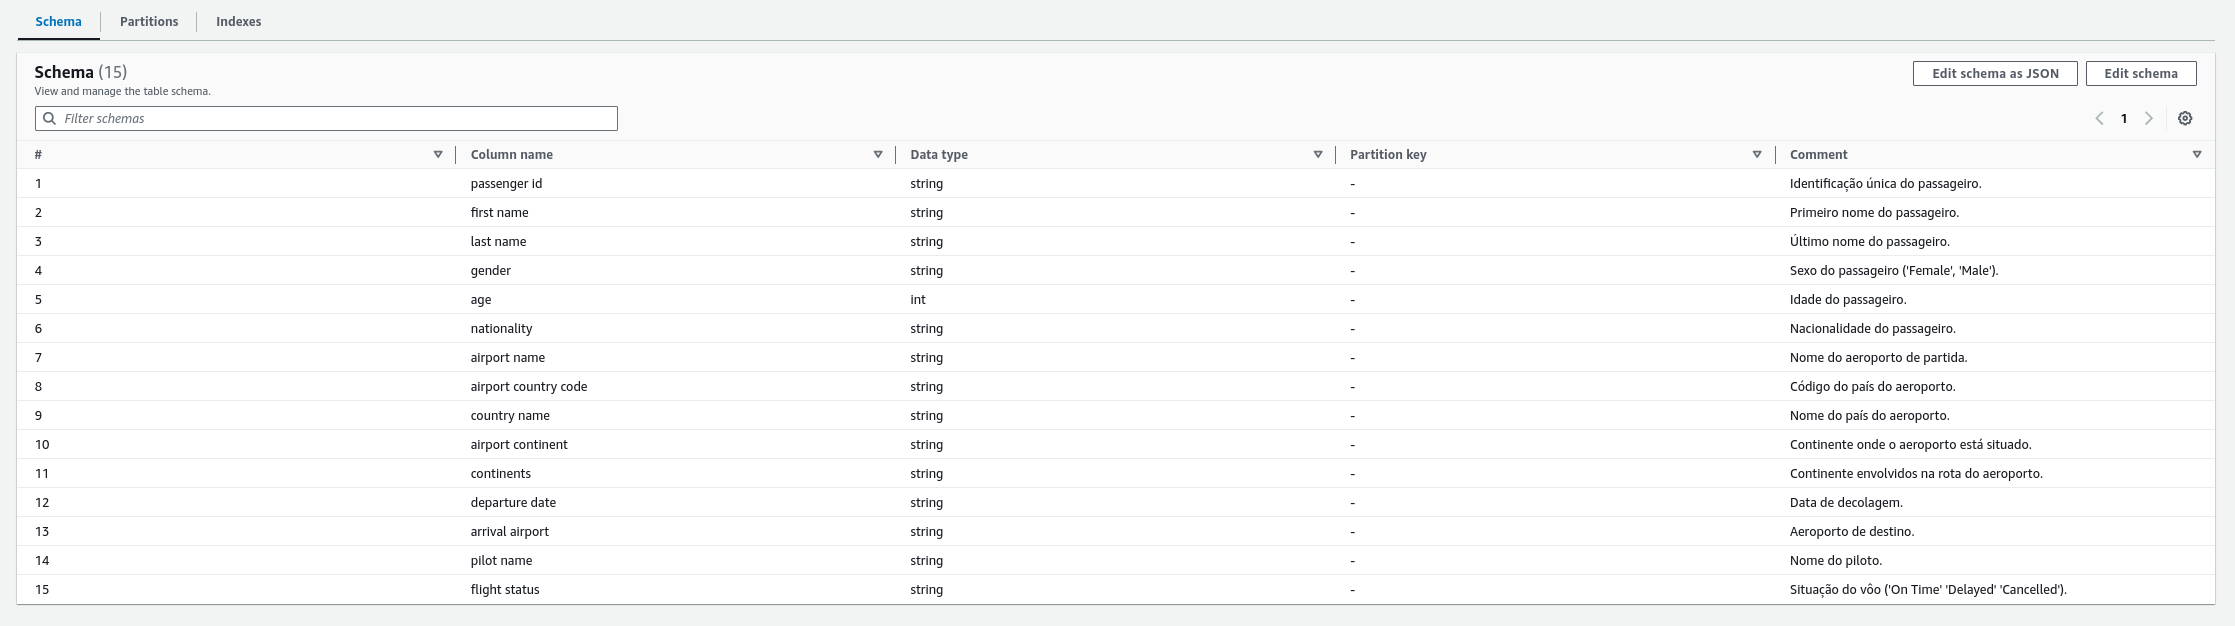 Schema Partitions Indexes
Schema (15)
Edit schema as JSON Edit schema
View and manage the table schema.
Filter schemas
1
# Column name Data type Partition key Comment
1 passenger id string - Identificação única do passageiro.
2 first name string - Primeiro nome do passageiro.
3 last name string - Último nome do passageiro.
4 gender string - Sexo do passageiro ('Female', 'Male').
5 age int - Idade do passageiro.
6 nationality string - Nacionalidade do passageiro.
7 airport name string - Nome do aeroporto de partida.
8 airport country code string - Código do país do aeroporto.
9 country name string - Nome do país do aeroporto.
10 airport continent string - Continente onde o aeroporto está situado.
11 continents string - Continente envolvidos na rota do aeroporto.
12 departure date string - Data de decolagem.
13 arrival airport string - Aeroporto de destino.
14 pilot name string - Nome do piloto.
15 flight status string - Situação do vôo ('On Time' 'Delayed' 'Cancelled').